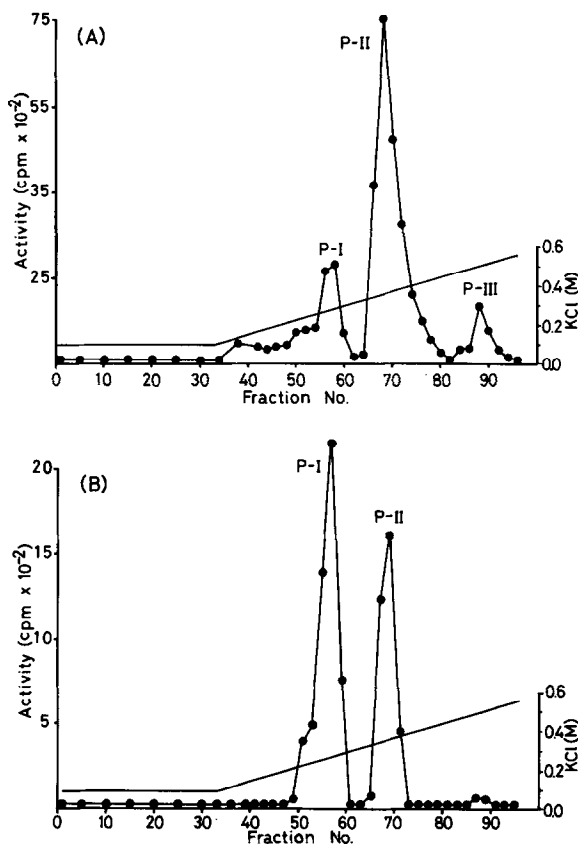 (A)
P-I
P-II
P-III
75
55
35
25
Activity (cpm x 10-2)
0.6
0.4
0.2
0.0
KCl (M)
0 10 20 30 40 50 60 70 80 90
Fraction No.
(B)
P-I
P-II
20
15
10
5
Activity (cpm x 10-2)
0.6
0.4
0.2
0.0
KCl (M)
0 10 20 30 40 50 60 70 80 90
Fraction No.